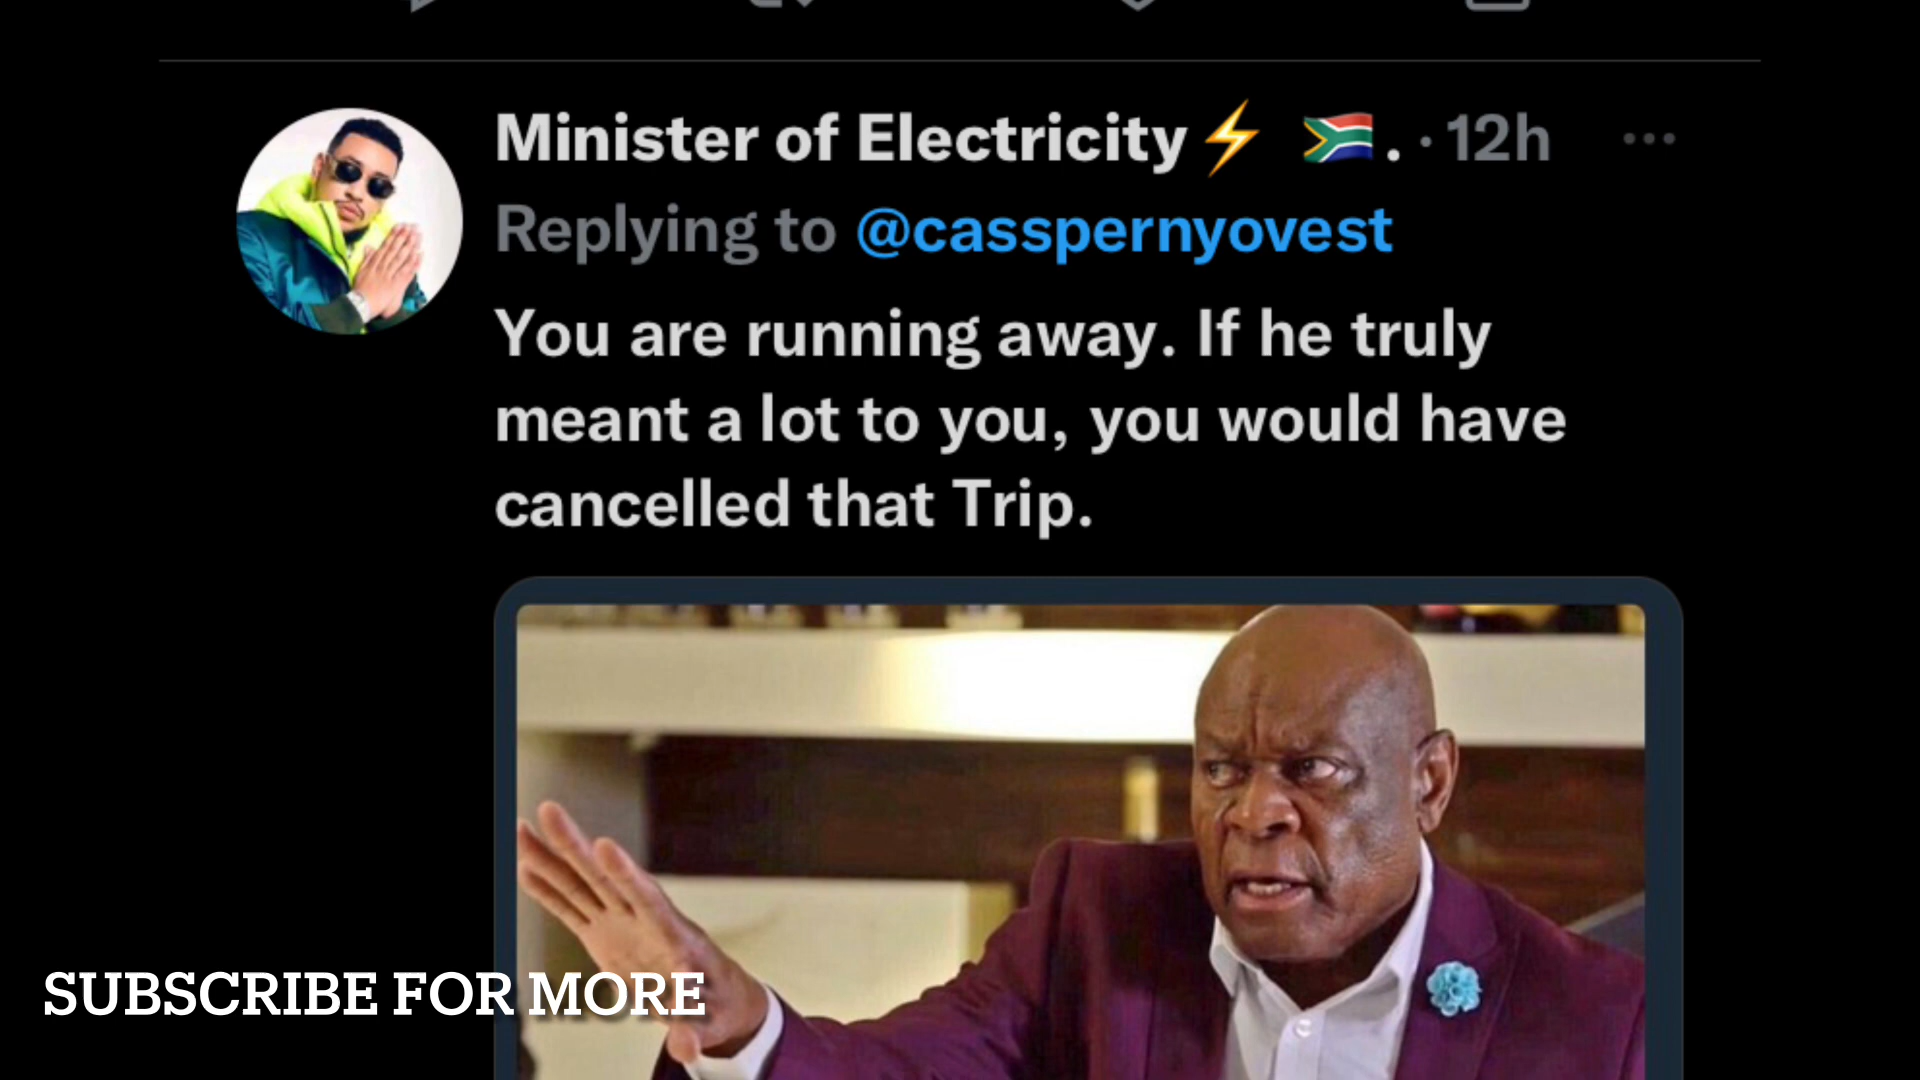 Minister of Electricity⚡ 🇿🇦. · 12h
Replying to @casspernyovest
You are running away. If he truly
meant a lot to you, you would have
cancelled that Trip.
SUBSCRIBE FOR MORE